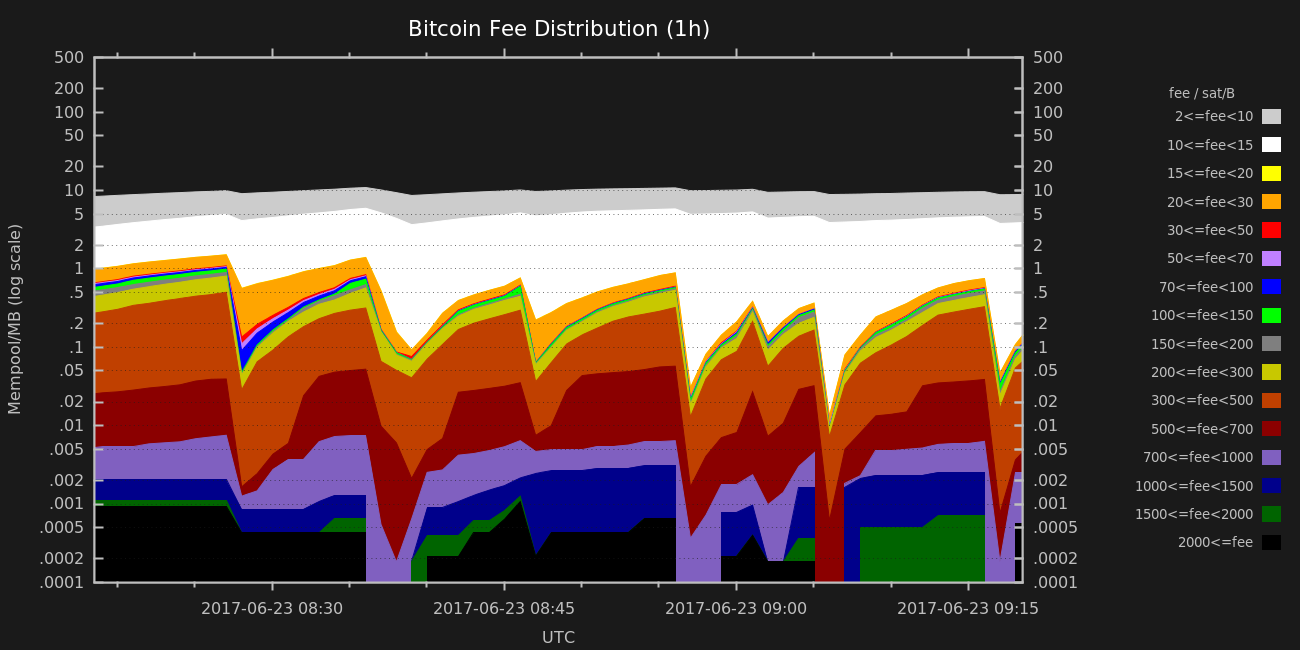 Bitcoin Fee Distribution (1h)
500 500
200 200
100 100
50 50
20 20
10 10
5 5
2 2
1 1
.5 .5
.2 .2
.1 .1
.05 .05
.02 .02
.01 .01
.005 .005
.002 .002
.001 .001
.0005 .0005
.0002 .0002
.0001 .0001
Mempool/MB (log scale)
2017-06-23 08:30 2017-06-23 08:45 2017-06-23 09:00 2017-06-23 09:15
UTC
fee / sat/B
2<=fee<10
10<=fee<15
15<=fee<20
20<=fee<30
30<=fee<50
50<=fee<70
70<=fee<100
100<=fee<150
150<=fee<200
200<=fee<300
300<=fee<500
500<=fee<700
700<=fee<1000
1000<=fee<1500
1500<=fee<2000
2000<=fee